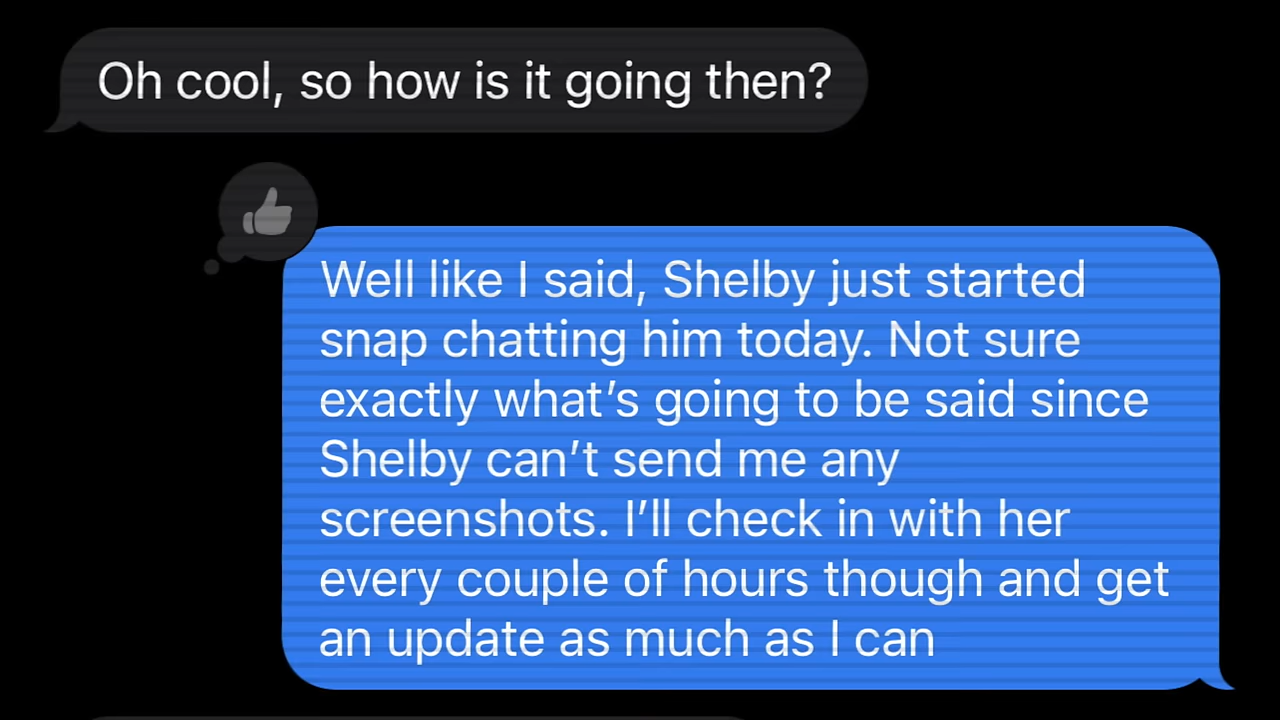 Oh cool, so how is it going then?
Well like I said, Shelby just started
snap chatting him today. Not sure
exactly what’s going to be said since
Shelby can’t send me any
screenshots. I’ll check in with her
every couple of hours though and get
an update as much as I can